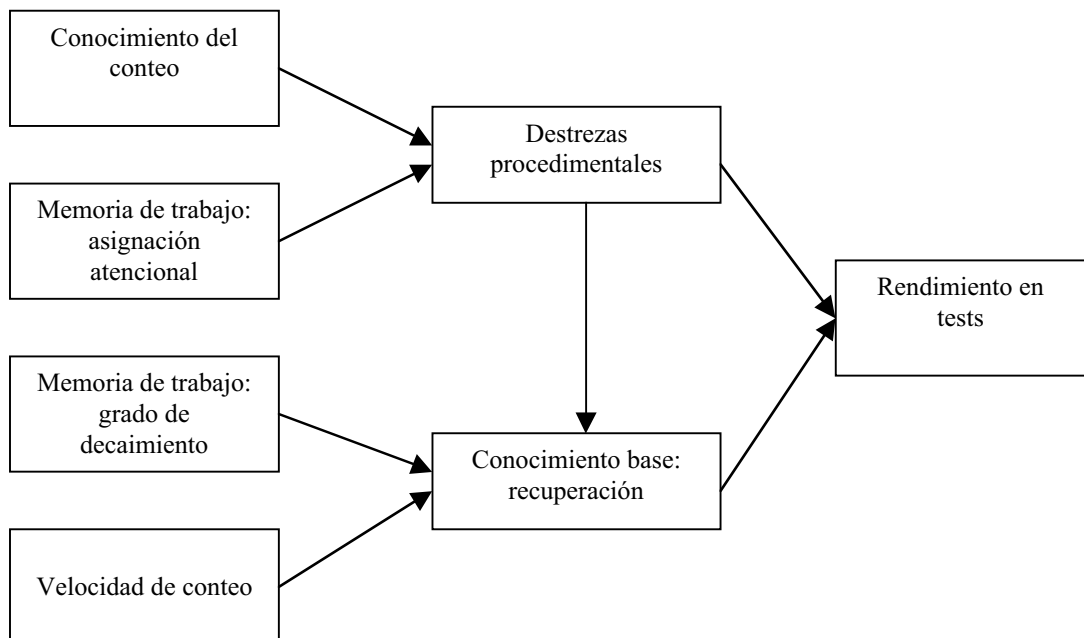 Conocimiento del
conteo
Memoria de trabajo:
asignación
atencional
Memoria de trabajo:
grado de
decaimiento
Velocidad de conteo
Destrezas
procedimentales
Conocimiento base:
recuperación
Rendimiento en
tests